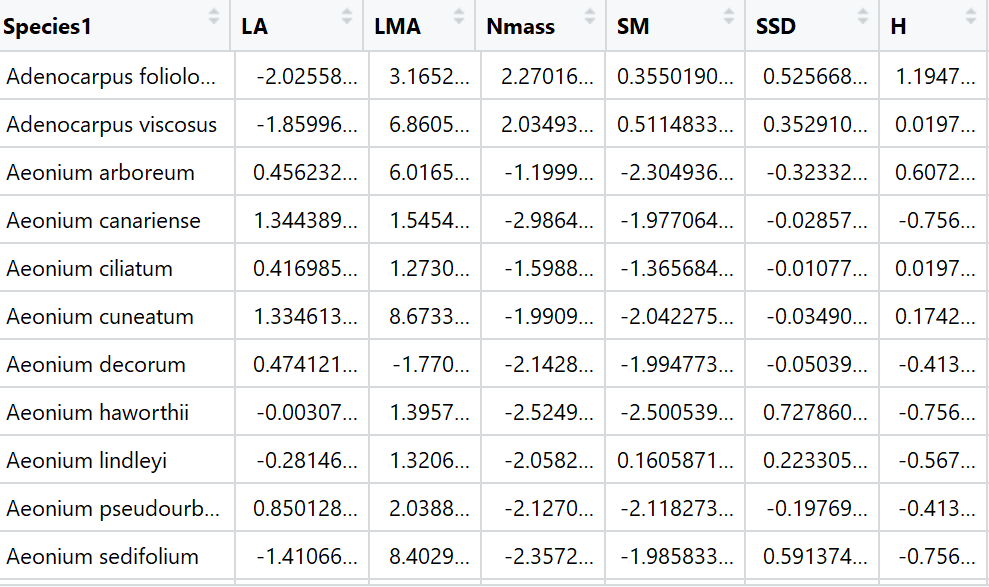 Species1 LA LMA Nmass SM SSD H
Adenocarpus foliolo... -2.02558... 3.1652... 2.27016... 0.3550190... 0.525668... 1.1947...
Adenocarpus viscosus -1.85996... 6.8605... 2.03493... 0.5114833... 0.352910... 0.0197...
Aeonium arboreum 0.456232... 6.0165... -1.1999... -2.304936... -0.32332... 0.6072...
Aeonium canariense 1.344389... 1.5454... -2.9864... -1.977064... -0.02857... -0.756...
Aeonium ciliatum 0.416985... 1.2730... -1.5988... -1.365684... -0.01077... 0.0197...
Aeonium cuneatum 1.334613... 8.6733... -1.9909... -2.042275... -0.03490... 0.1742...
Aeonium decorum 0.474121... -1.770... -2.1428... -1.994773... -0.05039... -0.413...
Aeonium haworthii -0.00307... 1.3957... -2.5249... -2.500539... 0.727860... -0.756...
Aeonium lindleyi -0.28146... 1.3206... -2.0582... 0.1605871... 0.223305... -0.567...
Aeonium pseudourb... 0.850128... 2.0388... -2.1270... -2.118273... -0.19769... -0.413...
Aeonium sedifolium -1.41066... 8.4029... -2.3572... -1.985833... 0.591374... -0.756...